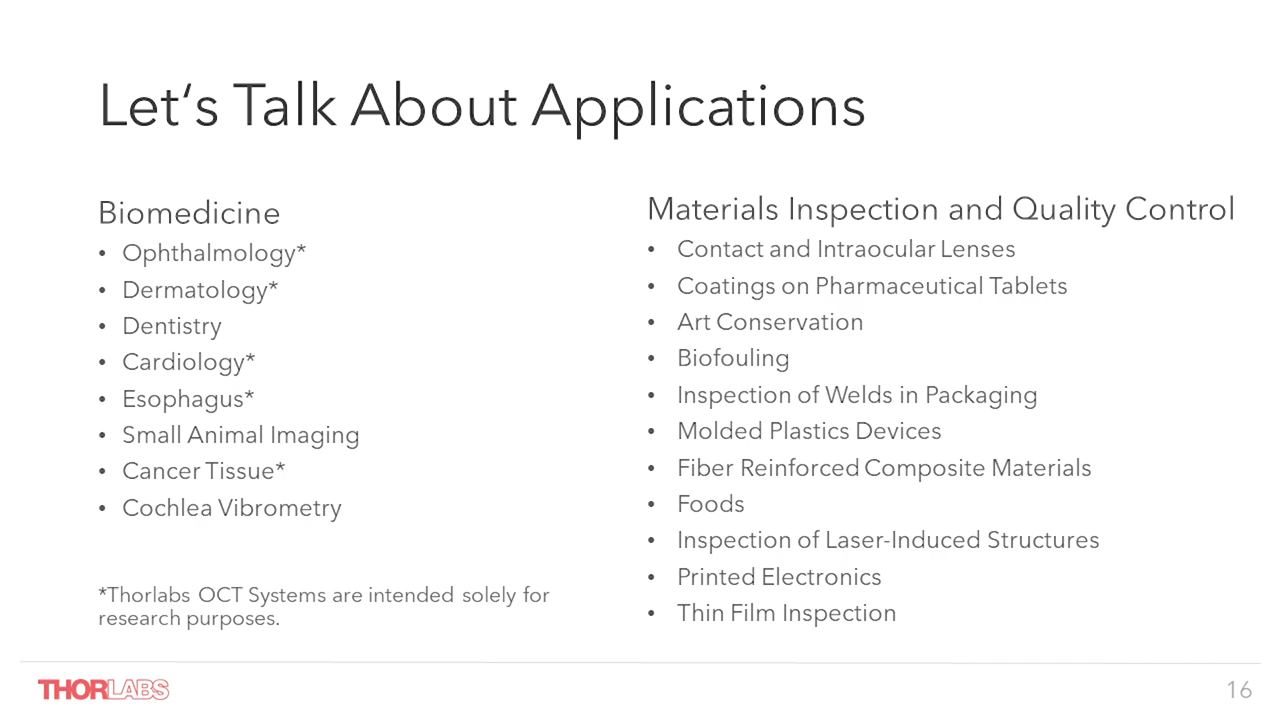 Let‘s Talk About Applications
Biomedicine
• Ophthalmology*
• Dermatology*
• Dentistry
• Cardiology*
• Esophagus*
• Small Animal Imaging
• Cancer Tissue*
• Cochlea Vibrometry
*Thorlabs OCT Systems are intended solely for
research purposes.
Materials Inspection and Quality Control
• Contact and Intraocular Lenses
• Coatings on Pharmaceutical Tablets
• Art Conservation
• Biofouling
• Inspection of Welds in Packaging
• Molded Plastics Devices
• Fiber Reinforced Composite Materials
• Foods
• Inspection of Laser-Induced Structures
• Printed Electronics
• Thin Film Inspection
THORLABS
16